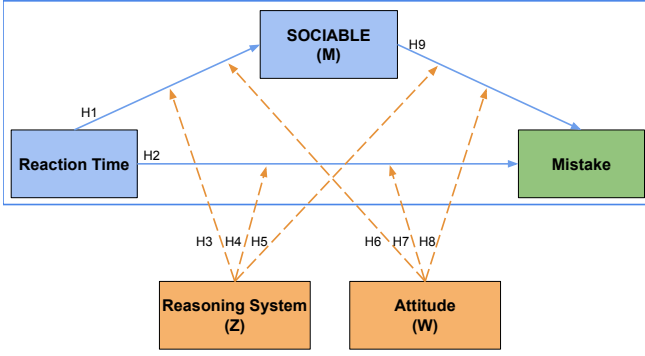 SOCIABLE
(M)
H9
H1
Reaction Time
H2
Mistake
H3
H4
H5
H6
H7
H8
Reasoning System
(Z)
Attitude
(W)